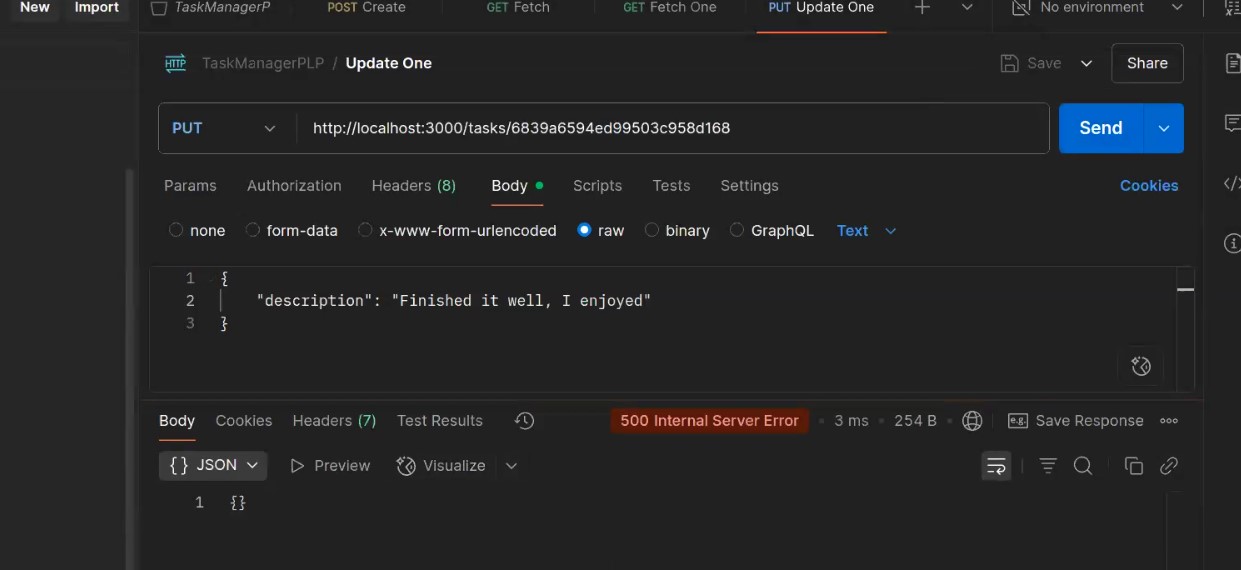 New Import TaskManagerP POST Create GET Fetch GET Fetch One PUT Update One No environment
HTTP TaskManagerPLP / Update One Save Share
PUT http://localhost:3000/tasks/6839a6594ed99503c958d168 Send
Params Authorization Headers (8) Body Scripts Tests Settings Cookies
none form-data x-www-form-urlencoded raw binary GraphQL Text
1 {
2 "description": "Finished it well, I enjoyed"
3 }
Body Cookies Headers (7) Test Results 500 Internal Server Error 3 ms 254 B e.g. Save Response
{} JSON Preview Visualize
1 {}